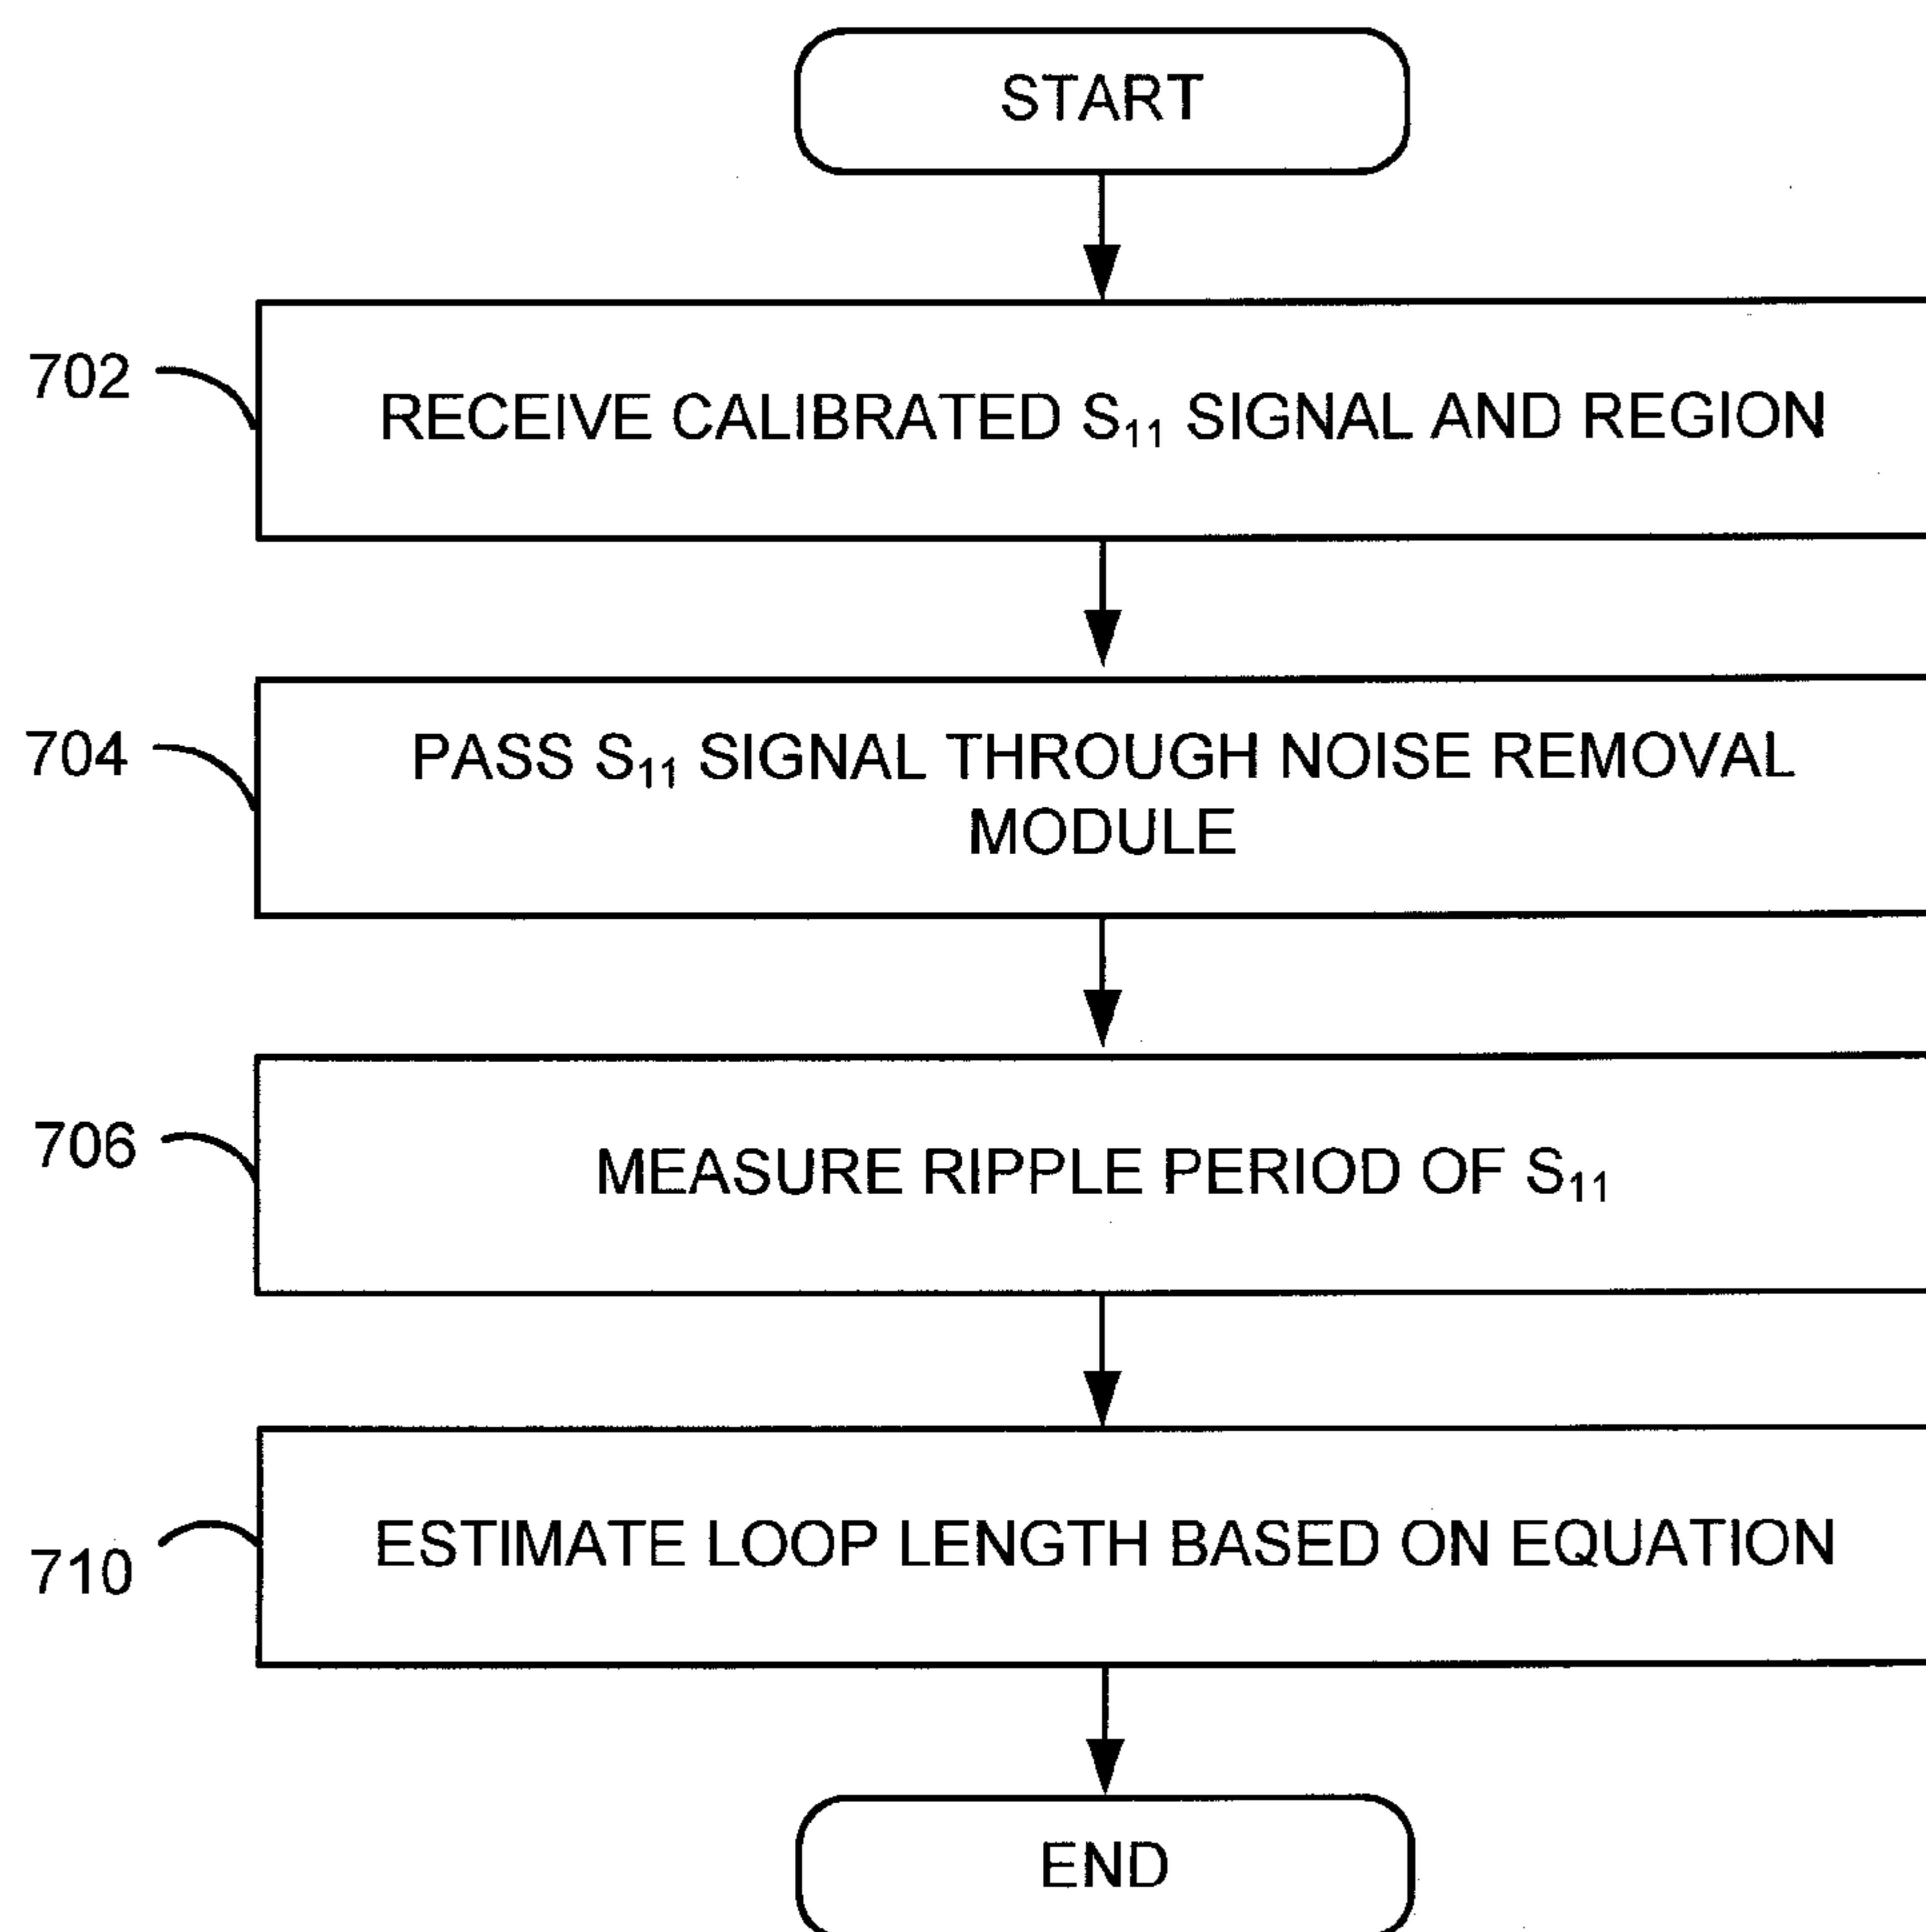 START
702
RECEIVE CALIBRATED S₁₁ SIGNAL AND REGION
704
PASS S₁₁ SIGNAL THROUGH NOISE REMOVAL
MODULE
706
MEASURE RIPPLE PERIOD OF S₁₁
710
ESTIMATE LOOP LENGTH BASED ON EQUATION
END